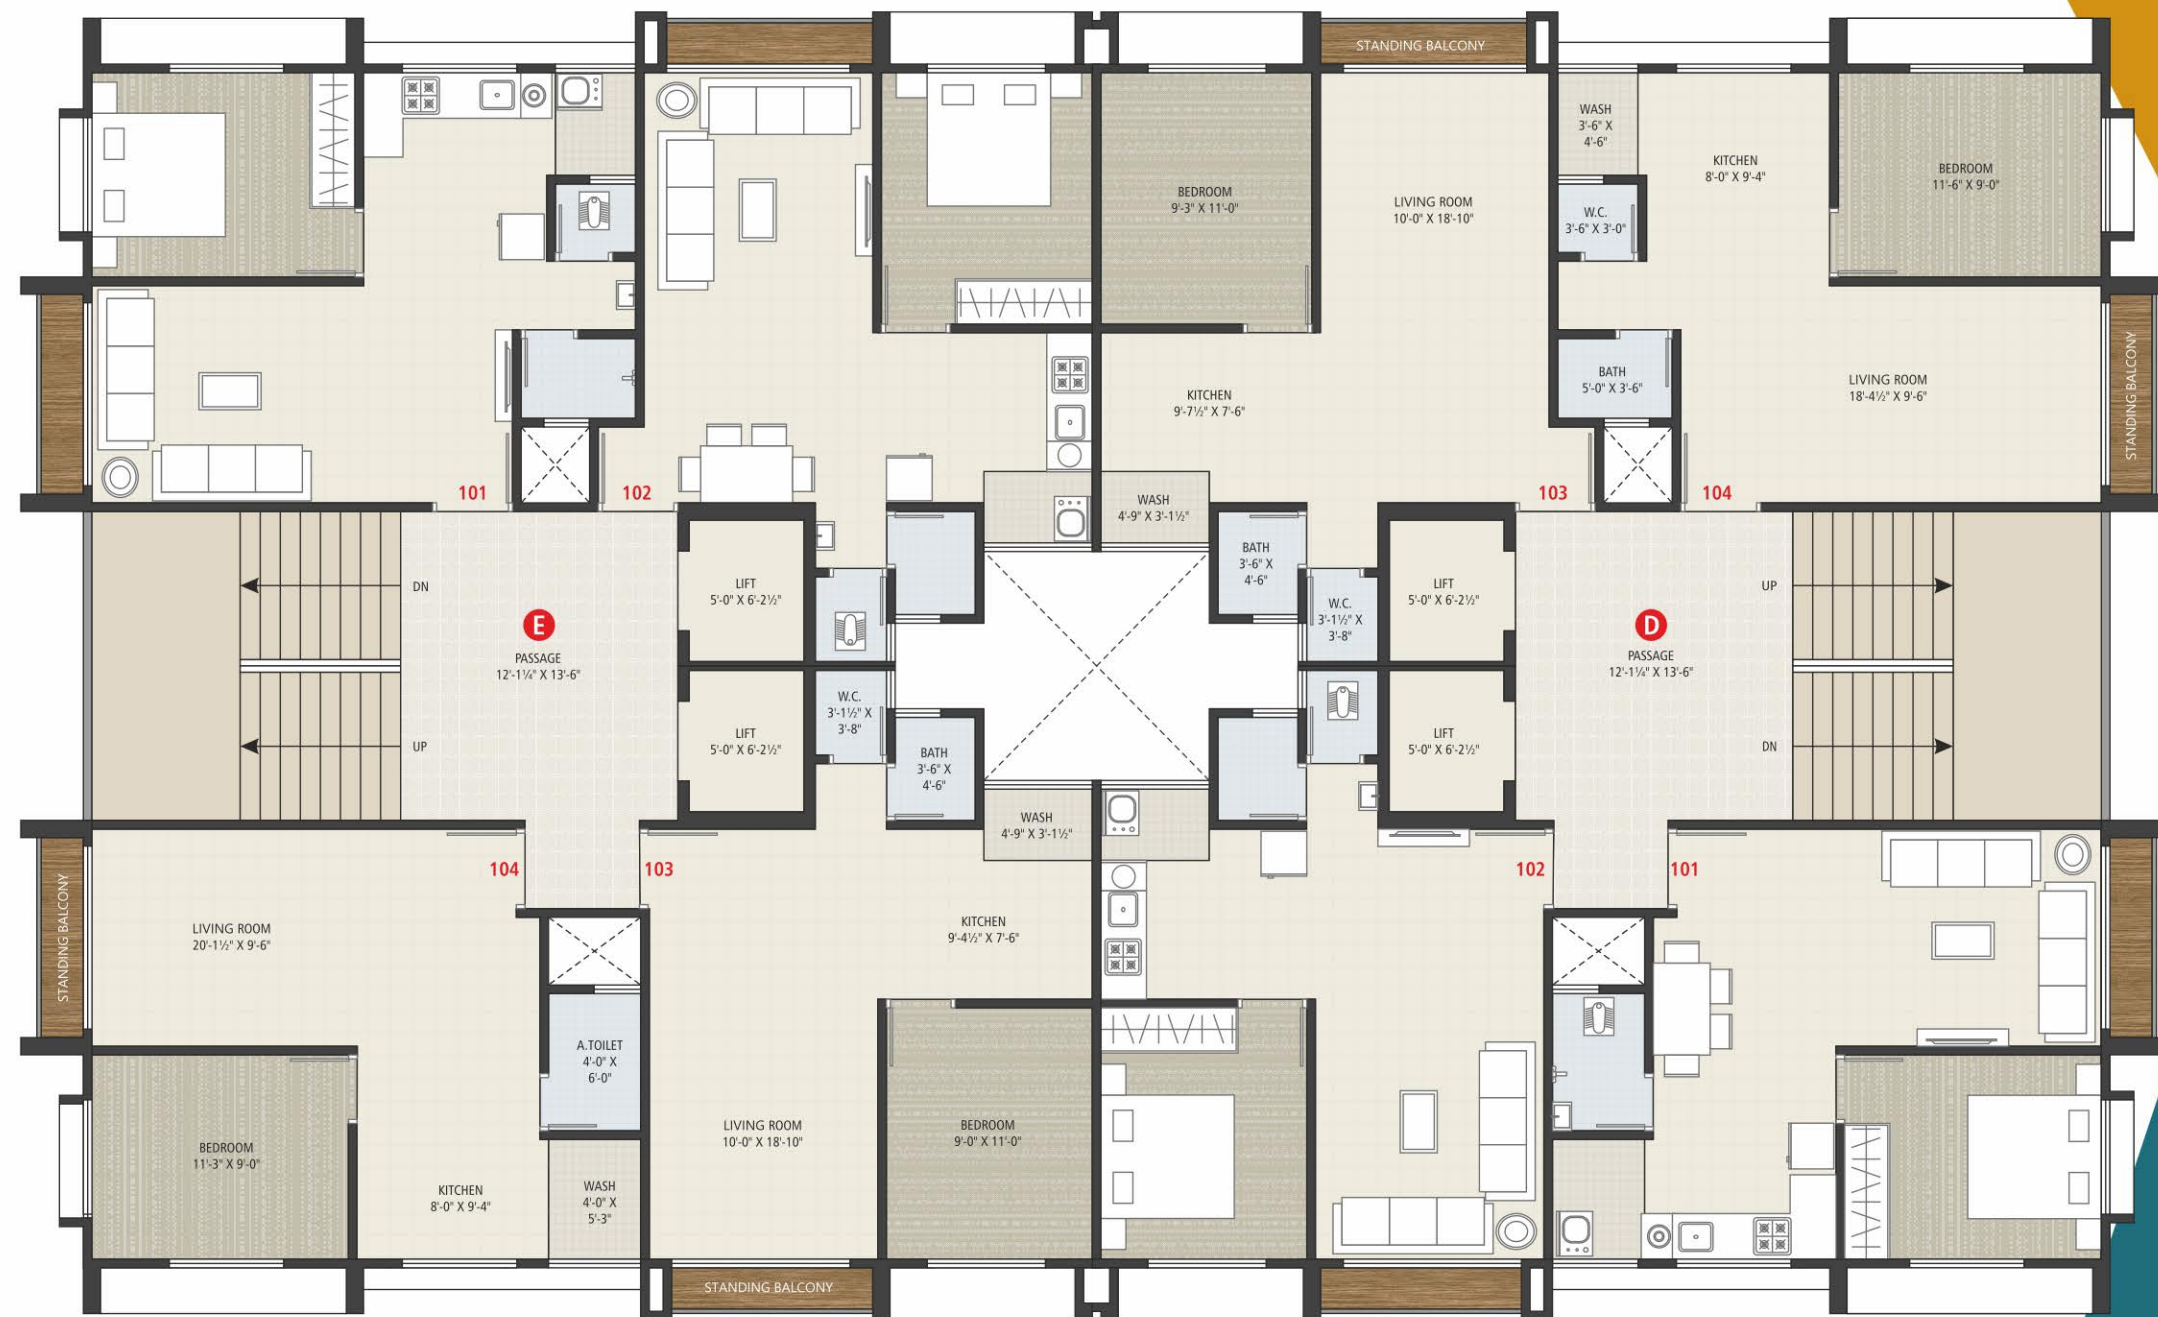 STANDING BALCONY
WASH
3'-6" X
4'-6"
KITCHEN
8'-0" X 9'-4"
BEDROOM
11'-6" X 9'-0"
BEDROOM
9'-3" X 11'-0"
LIVING ROOM
10'-0" X 18'-10"
W.C.
3'-6" X 3'-0"
BATH
5'-0" X 3'-6"
LIVING ROOM
18'-4½" X 9'-6"
STANDING BALCONY
KITCHEN
9'-7½" X 7'-6"
101
102
WASH
4'-9" X 3'-1½"
103
104
DN
LIFT
5'-0" X 6'-2½"
BATH
3'-6" X
4'-6"
W.C.
3'-1½" X
3'-8"
LIFT
5'-0" X 6'-2½"
UP
E
PASSAGE
12'-1¼" X 13'-6"
D
PASSAGE
12'-1¼" X 13'-6"
UP
LIFT
5'-0" X 6'-2½"
W.C.
3'-1½" X
3'-8"
BATH
3'-6" X
4'-6"
LIFT
5'-0" X 6'-2½"
DN
WASH
4'-9" X 3'-1½"
104
103
102
101
STANDING BALCONY
LIVING ROOM
20'-1½" X 9'-6"
KITCHEN
9'-4½" X 7'-6"
A.TOILET
4'-0" X
6'-0"
BEDROOM
11'-3" X 9'-0"
LIVING ROOM
10'-0" X 18'-10"
BEDROOM
9'-0" X 11'-0"
KITCHEN
8'-0" X 9'-4"
WASH
4'-0" X
5'-3"
STANDING BALCONY